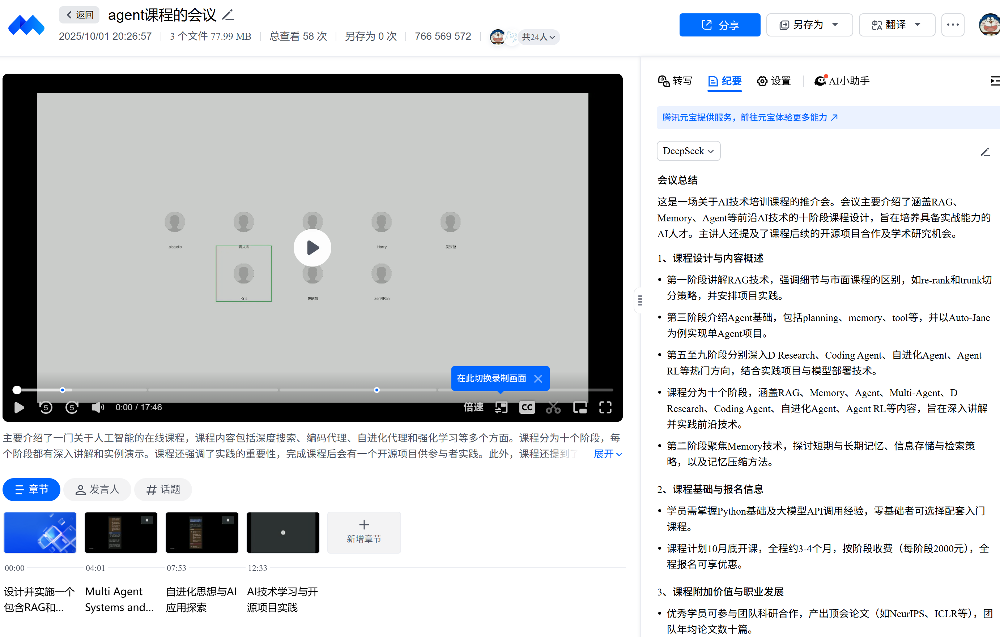 返回
agent课程的会议
2025/10/01 20:26:57
3 个文件 77.99 MB
总查看 58 次
另存为 0 次
766 569 572
共24人
分享
另存为
翻译
aistudio
蒋人杰
Harry
吴张璇
Kris
陈昭帆
zenRRan
在此切换录制画面
5
5
0:00 / 17:46
倍速
CC
主要介绍了一门关于人工智能的在线课程，课程内容包括深度搜索、编码代理、自进化代理和强化学习等多个方面。课程分为十个阶段，每
个阶段都有深入讲解和实例演示。课程还强调了实践的重要性，完成课程后会有一个开源项目供参与者实践。此外，课程还提到了
展开
章节
发言人
话题
新增章节
00:00
04:01
07:53
12:33
设计并实施一个
包含RAG和...
Multi Agent
Systems and...
自进化思想与AI
应用探索
AI技术学习与开
源项目实践
转写
纪要
设置
AI小助手
腾讯元宝提供服务，前往元宝体验更多能力
DeepSeek
会议总结
这是一场关于AI技术培训课程的推介会。会议主要介绍了涵盖RAG、
Memory、Agent等前沿AI技术的十阶段课程设计，旨在培养具备实战能力的
AI人才。主讲人还提及了课程后续的开源项目合作及学术研究机会。
1、课程设计与内容概述
• 第一阶段讲解RAG技术，强调细节与市面课程的区别，如re-rank和trunk切
分策略，并安排项目实践。
• 第三阶段介绍Agent基础，包括planning、memory、tool等，并以Auto-Jane
为例实现单Agent项目。
• 第五至九阶段分别深入D Research、Coding Agent、自进化Agent、Agent
RL等热门方向，结合实践项目与模型部署技术。
• 课程分为十个阶段，涵盖RAG、Memory、Agent、Multi-Agent、D
Research、Coding Agent、自进化Agent、Agent RL等内容，旨在深入讲解
并实践前沿技术。
• 第二阶段聚焦Memory技术，探讨短期与长期记忆、信息存储与检索策
略，以及记忆压缩方法。
2、课程基础与报名信息
• 学员需掌握Python基础及大模型API调用经验，零基础者可选择配套入门
课程。
• 课程计划10月底开课，全程约3-4个月，按阶段收费（每阶段2000元），全
程报名可享优惠。
3、课程附加价值与职业发展
• 优秀学员可参与团队科研合作，产出顶会论文（如NeurIPS、ICLR等），团
队年均论文数十篇。